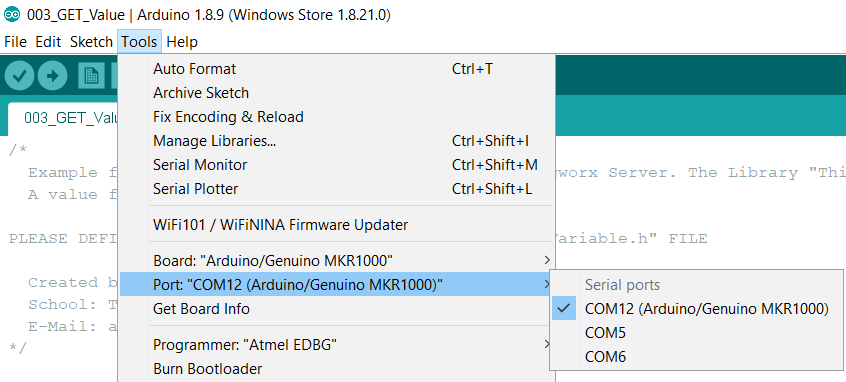 003_GET_Value | Arduino 1.8.9 (Windows Store 1.8.21.0)
File Edit Sketch Tools Help
Auto Format Ctrl+T
Archive Sketch
Fix Encoding & Reload
Manage Libraries... Ctrl+Shift+I
Serial Monitor Ctrl+Shift+M
Serial Plotter Ctrl+Shift+L
WiFi101 / WiFiNINA Firmware Updater
Board: "Arduino/Genuino MKR1000"
Port: "COM12 (Arduino/Genuino MKR1000)"
Get Board Info
Programmer: "Atmel EDBG"
Burn Bootloader
Serial ports
COM12 (Arduino/Genuino MKR1000)
COM5
COM6
003_GET_Valu
/*
Example f worx Server. The Library "Thi
A value f
PLEASE DEFI ariable.h" FILE
Created b
School: T
E-Mail: a
*/